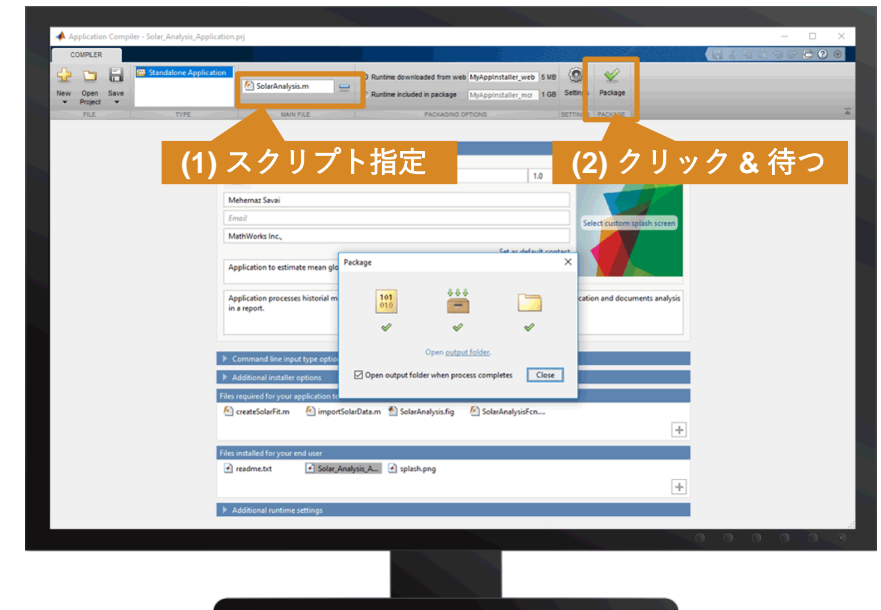 Application Compiler - Solar_Analysis_Application.prj
COMPILER
New
Open Project
Save
Standalone Application
SolarAnalysis.m
Runtime downloaded from web MyAppInstaller_web 5 MB
Runtime included in package MyAppInstaller_mcr 1 GB
Settings
Package
FILE TYPE MAIN FILE PACKAGING OPTIONS SETTINGS PACKAGE
(1) スクリプト指定
(2) クリック & 待つ
1.0
Mehernaz Savai
Email
MathWorks Inc.,
Set as default contact
Select custom splash screen
Application to estimate mean glo
Application processes historial m
in a report.
cation and documents analysis
Package
101
010
Open output folder.
Open output folder when process completes
Close
Command line input type optio
Additional installer options
Files required for your application to
createSolarFit.m importSolarData.m SolarAnalysis.fig SolarAnalysisFcn....
Files installed for your end user
readme.txt Solar_Analysis_A... splash.png
Additional runtime settings